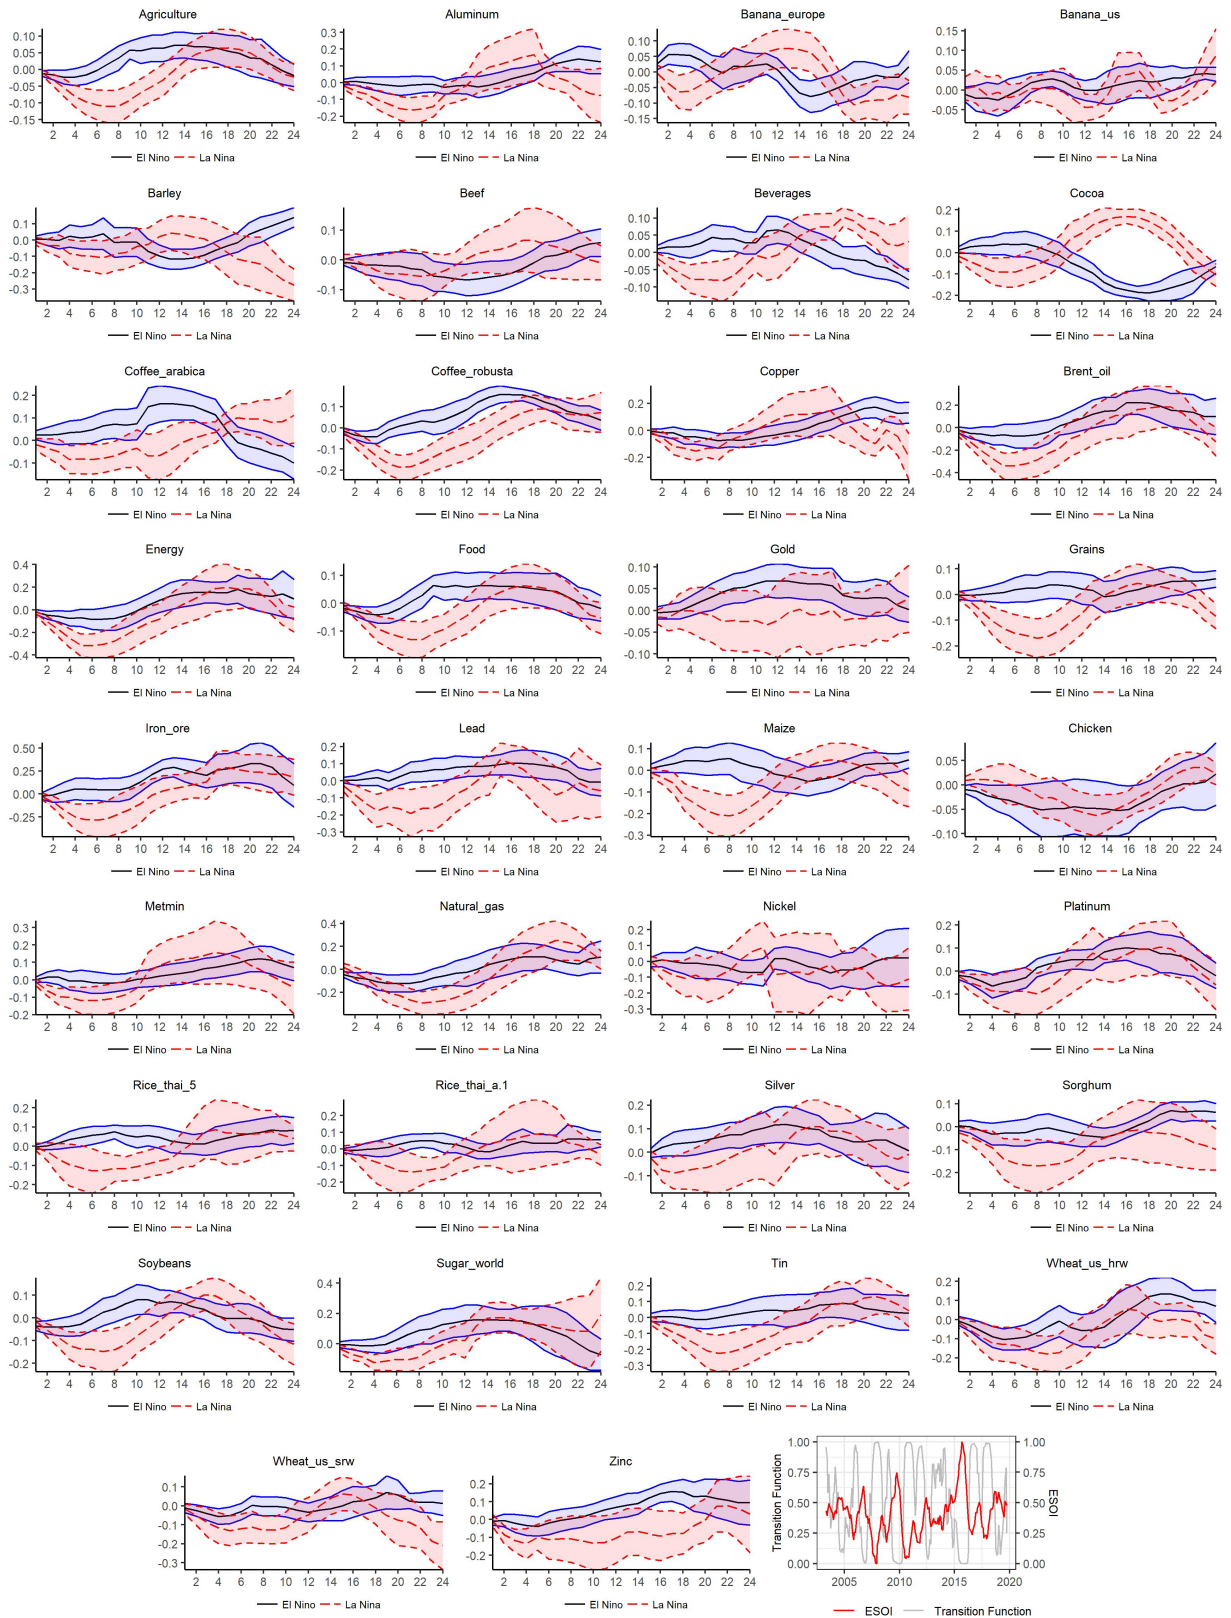 Agriculture Aluminum Banana_europe Banana_us
0.10 0.05 0.00 -0.05 -0.10 -0.15
2 4 6 8 10 12 14 16 18 20 22 24
0.3 0.2 0.1 0.0 -0.1 -0.2
2 4 6 8 10 12 14 16 18 20 22 24
0.10 0.05 0.00 -0.05 -0.10 -0.15
2 4 6 8 10 12 14 16 18 20 22 24
0.15 0.10 0.05 0.00 -0.05
2 4 6 8 10 12 14 16 18 20 22 24
El Nino La Nina El Nino La Nina El Nino La Nina El Nino La Nina
Barley Beef Beverages Cocoa
0.1 0.0 -0.1 -0.2 -0.3
2 4 6 8 10 12 14 16 18 20 22 24
0.1 0.0 -0.1
2 4 6 8 10 12 14 16 18 20 22 24
0.10 0.05 0.00 -0.05 -0.10
2 4 6 8 10 12 14 16 18 20 22 24
0.2 0.1 0.0 -0.1 -0.2
2 4 6 8 10 12 14 16 18 20 22 24
El Nino La Nina El Nino La Nina El Nino La Nina El Nino La Nina
Coffee_arabica Coffee_robusta Copper Brent_oil
0.2 0.1 0.0 -0.1
2 4 6 8 10 12 14 16 18 20 22 24
0.1 0.0 -0.1 -0.2
2 4 6 8 10 12 14 16 18 20 22 24
0.2 0.0 -0.2
2 4 6 8 10 12 14 16 18 20 22 24
0.2 0.0 -0.2 -0.4
2 4 6 8 10 12 14 16 18 20 22 24
El Nino La Nina El Nino La Nina El Nino La Nina El Nino La Nina
Energy Food Gold Grains
0.4 0.2 0.0 -0.2 -0.4
2 4 6 8 10 12 14 16 18 20 22 24
0.1 0.0 -0.1
2 4 6 8 10 12 14 16 18 20 22 24
0.10 0.05 0.00 -0.05 -0.10
2 4 6 8 10 12 14 16 18 20 22 24
0.1 0.0 -0.1 -0.2
2 4 6 8 10 12 14 16 18 20 22 24
El Nino La Nina El Nino La Nina El Nino La Nina El Nino La Nina
Iron_ore Lead Maize Chicken
0.50 0.25 0.00 -0.25
2 4 6 8 10 12 14 16 18 20 22 24
0.2 0.1 0.0 -0.1 -0.2 -0.3
2 4 6 8 10 12 14 16 18 20 22 24
0.1 0.0 -0.1 -0.2 -0.3
2 4 6 8 10 12 14 16 18 20 22 24
0.05 0.00 -0.05 -0.10
2 4 6 8 10 12 14 16 18 20 22 24
El Nino La Nina El Nino La Nina El Nino La Nina El Nino La Nina
Metmin Natural_gas Nickel Platinum
0.3 0.2 0.1 0.0 -0.1 -0.2
2 4 6 8 10 12 14 16 18 20 22 24
0.4 0.2 0.0 -0.2
2 4 6 8 10 12 14 16 18 20 22 24
0.2 0.1 0.0 -0.1 -0.2 -0.3
2 4 6 8 10 12 14 16 18 20 22 24
0.2 0.1 0.0 -0.1
2 4 6 8 10 12 14 16 18 20 22 24
El Nino La Nina El Nino La Nina El Nino La Nina El Nino La Nina
Rice_thai_5 Rice_thai_a.1 Silver Sorghum
0.2 0.1 0.0 -0.1 -0.2
2 4 6 8 10 12 14 16 18 20 22 24
0.2 0.1 0.0 -0.1 -0.2
2 4 6 8 10 12 14 16 18 20 22 24
0.2 0.1 0.0 -0.1
2 4 6 8 10 12 14 16 18 20 22 24
0.1 0.0 -0.1 -0.2
2 4 6 8 10 12 14 16 18 20 22 24
El Nino La Nina El Nino La Nina El Nino La Nina El Nino La Nina
Soybeans Sugar_world Tin Wheat_us_hrw
0.1 0.0 -0.1 -0.2
2 4 6 8 10 12 14 16 18 20 22 24
0.4 0.2 0.0
2 4 6 8 10 12 14 16 18 20 22 24
0.2 0.1 0.0 -0.1 -0.2 -0.3
2 4 6 8 10 12 14 16 18 20 22 24
0.2 0.1 0.0 -0.1 -0.2
2 4 6 8 10 12 14 16 18 20 22 24
El Nino La Nina El Nino La Nina El Nino La Nina El Nino La Nina
Wheat_us_srw Zinc
0.1 0.0 -0.1 -0.2 -0.3
2 4 6 8 10 12 14 16 18 20 22 24
0.2 0.1 0.0 -0.1 -0.2
2 4 6 8 10 12 14 16 18 20 22 24
El Nino La Nina El Nino La Nina
Transition Function
1.00 0.75 0.50 0.25 0.00
1.00 0.75 0.50 0.25 0.00
ESOI
2005 2010 2015 2020
ESOI Transition Function